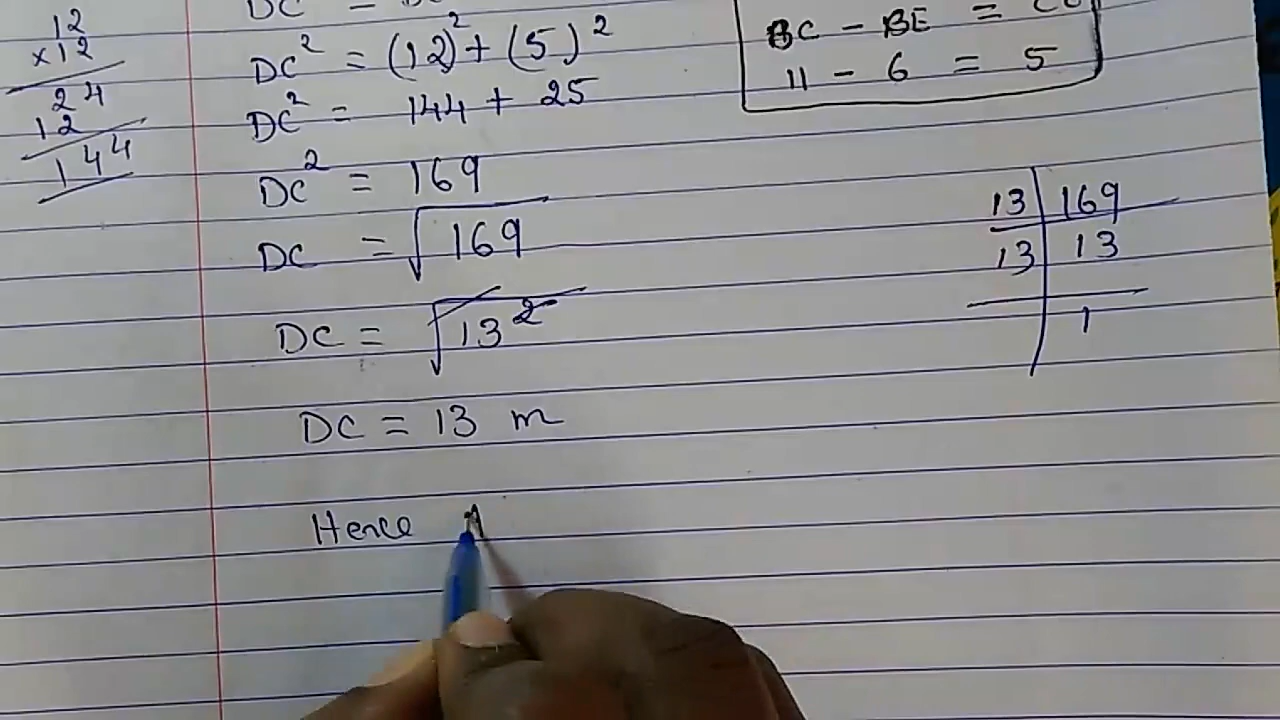 12
×12
24
12
144
DC² = (12)² + (5)²
DC² = 144 + 25
DC² = 169
DC = √169
DC = √13²
DC = 13 m
Hence
BC - BE =
11 - 6 = 5
13 | 169
13 | 13
1